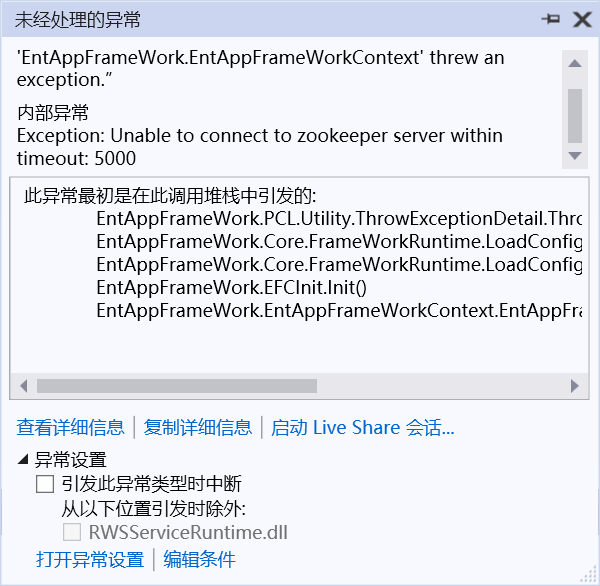 未经处理的异常
'EntAppFrameWork.EntAppFrameWorkContext' threw an
exception.”
内部异常
Exception: Unable to connect to zookeeper server within
timeout: 5000
此异常最初是在此调用堆栈中引发的:
EntAppFrameWork.PCL.Utility.ThrowExceptionDetail.Thro
EntAppFrameWork.Core.FrameWorkRuntime.LoadConfig
EntAppFrameWork.Core.FrameWorkRuntime.LoadConfig
EntAppFrameWork.EFCInit.Init()
EntAppFrameWork.EntAppFrameWorkContext.EntAppFra
查看详细信息 | 复制详细信息 | 启动 Live Share 会话...
异常设置
引发此异常类型时中断
从以下位置引发时除外:
RWSServiceRuntime.dll
打开异常设置 | 编辑条件